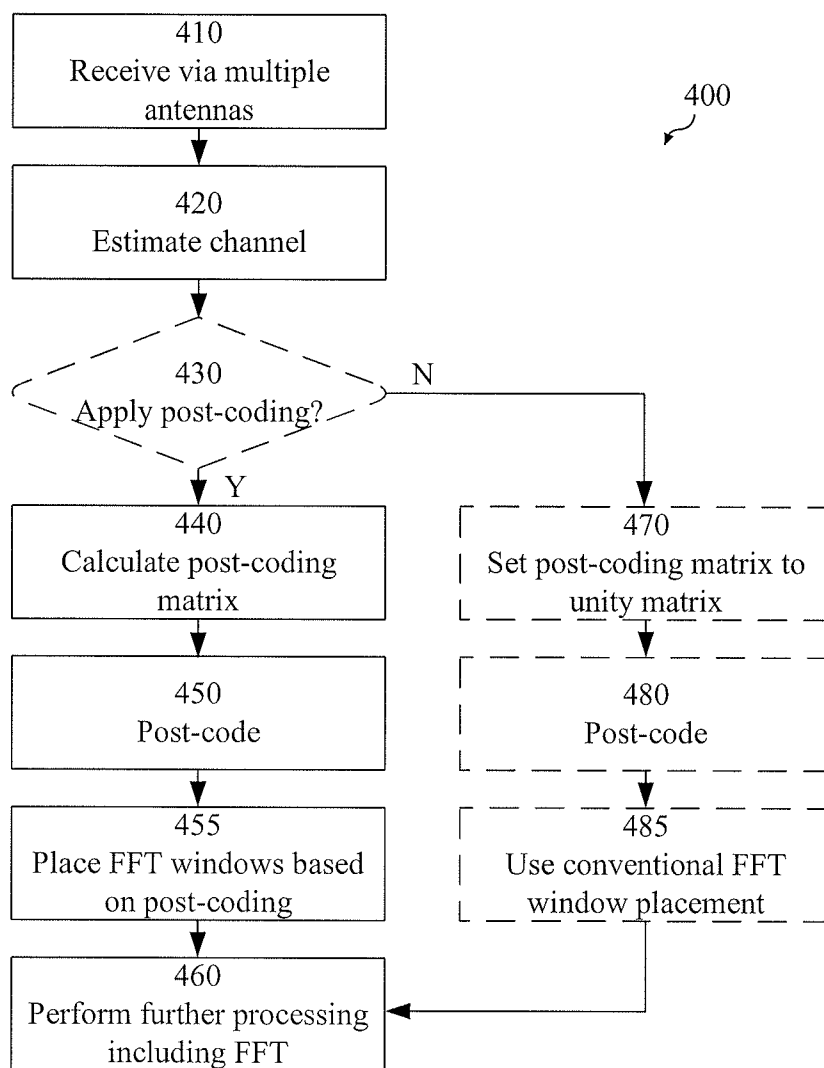 410
Receive via multiple
antennas
400
420
Estimate channel
430
Apply post-coding?
N
Y
440
Calculate post-coding
matrix
470
Set post-coding matrix to
unity matrix
450
Post-code
480
Post-code
455
Place FFT windows based
on post-coding
485
Use conventional FFT
window placement
460
Perform further processing
including FFT